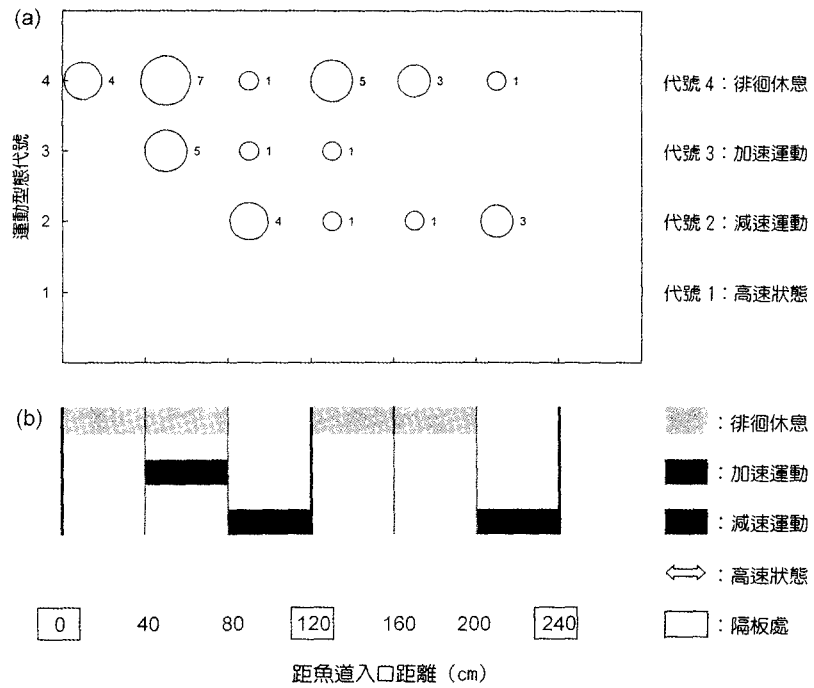 (a)
4 7 1 5 3 1
5 1 1
4 1 1 3
4
3
2
1
運動型態代號
代號 4：徘徊休息
代號 3：加速運動
代號 2：減速運動
代號 1：高速狀態
(b)
：徘徊休息
：加速運動
：減速運動
：高速狀態
：隔板處
0 40 80 120 160 200 240
距魚道入口距離（cm）